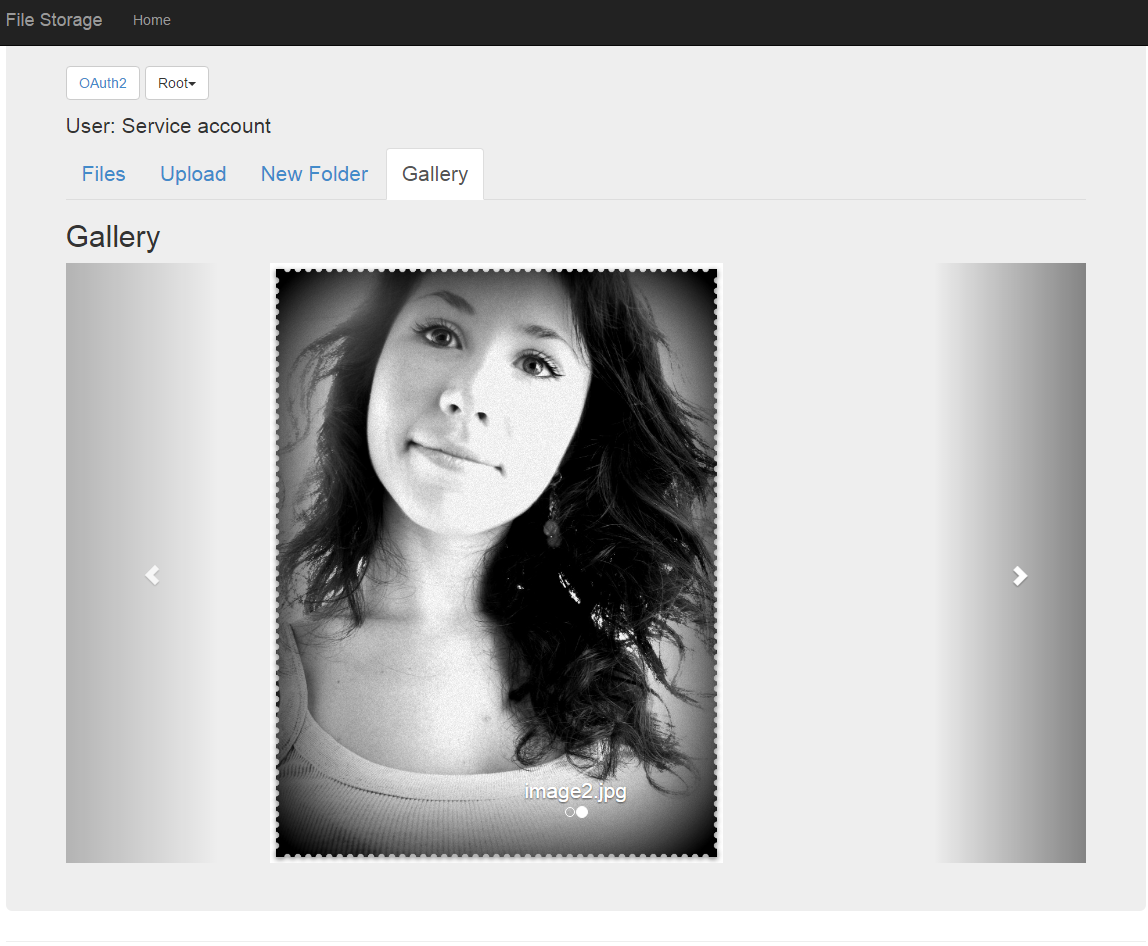 File Storage Home
OAuth2 Root
User: Service account
Files Upload New Folder Gallery
Gallery
image2.jpg